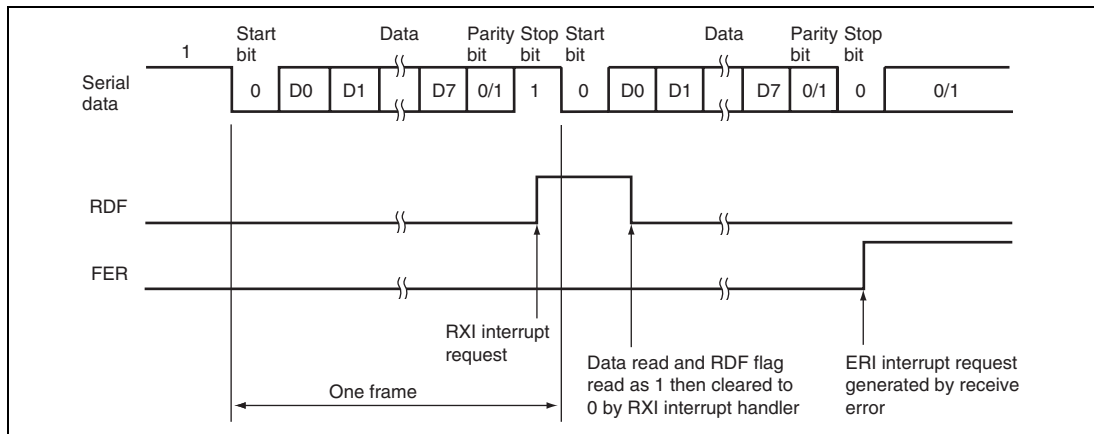 1
Start
bit
Data
Parity
bit
Stop
bit
Start
bit
Data
Parity
bit
Stop
bit
Serial
data
0 D0 D1 D7 0/1 1 0 D0 D1 D7 0/1 0 0/1
RDF
FER
RXI interrupt
request
Data read and RDF flag
read as 1 then cleared to
0 by RXI interrupt handler
ERI interrupt request
generated by receive
error
One frame